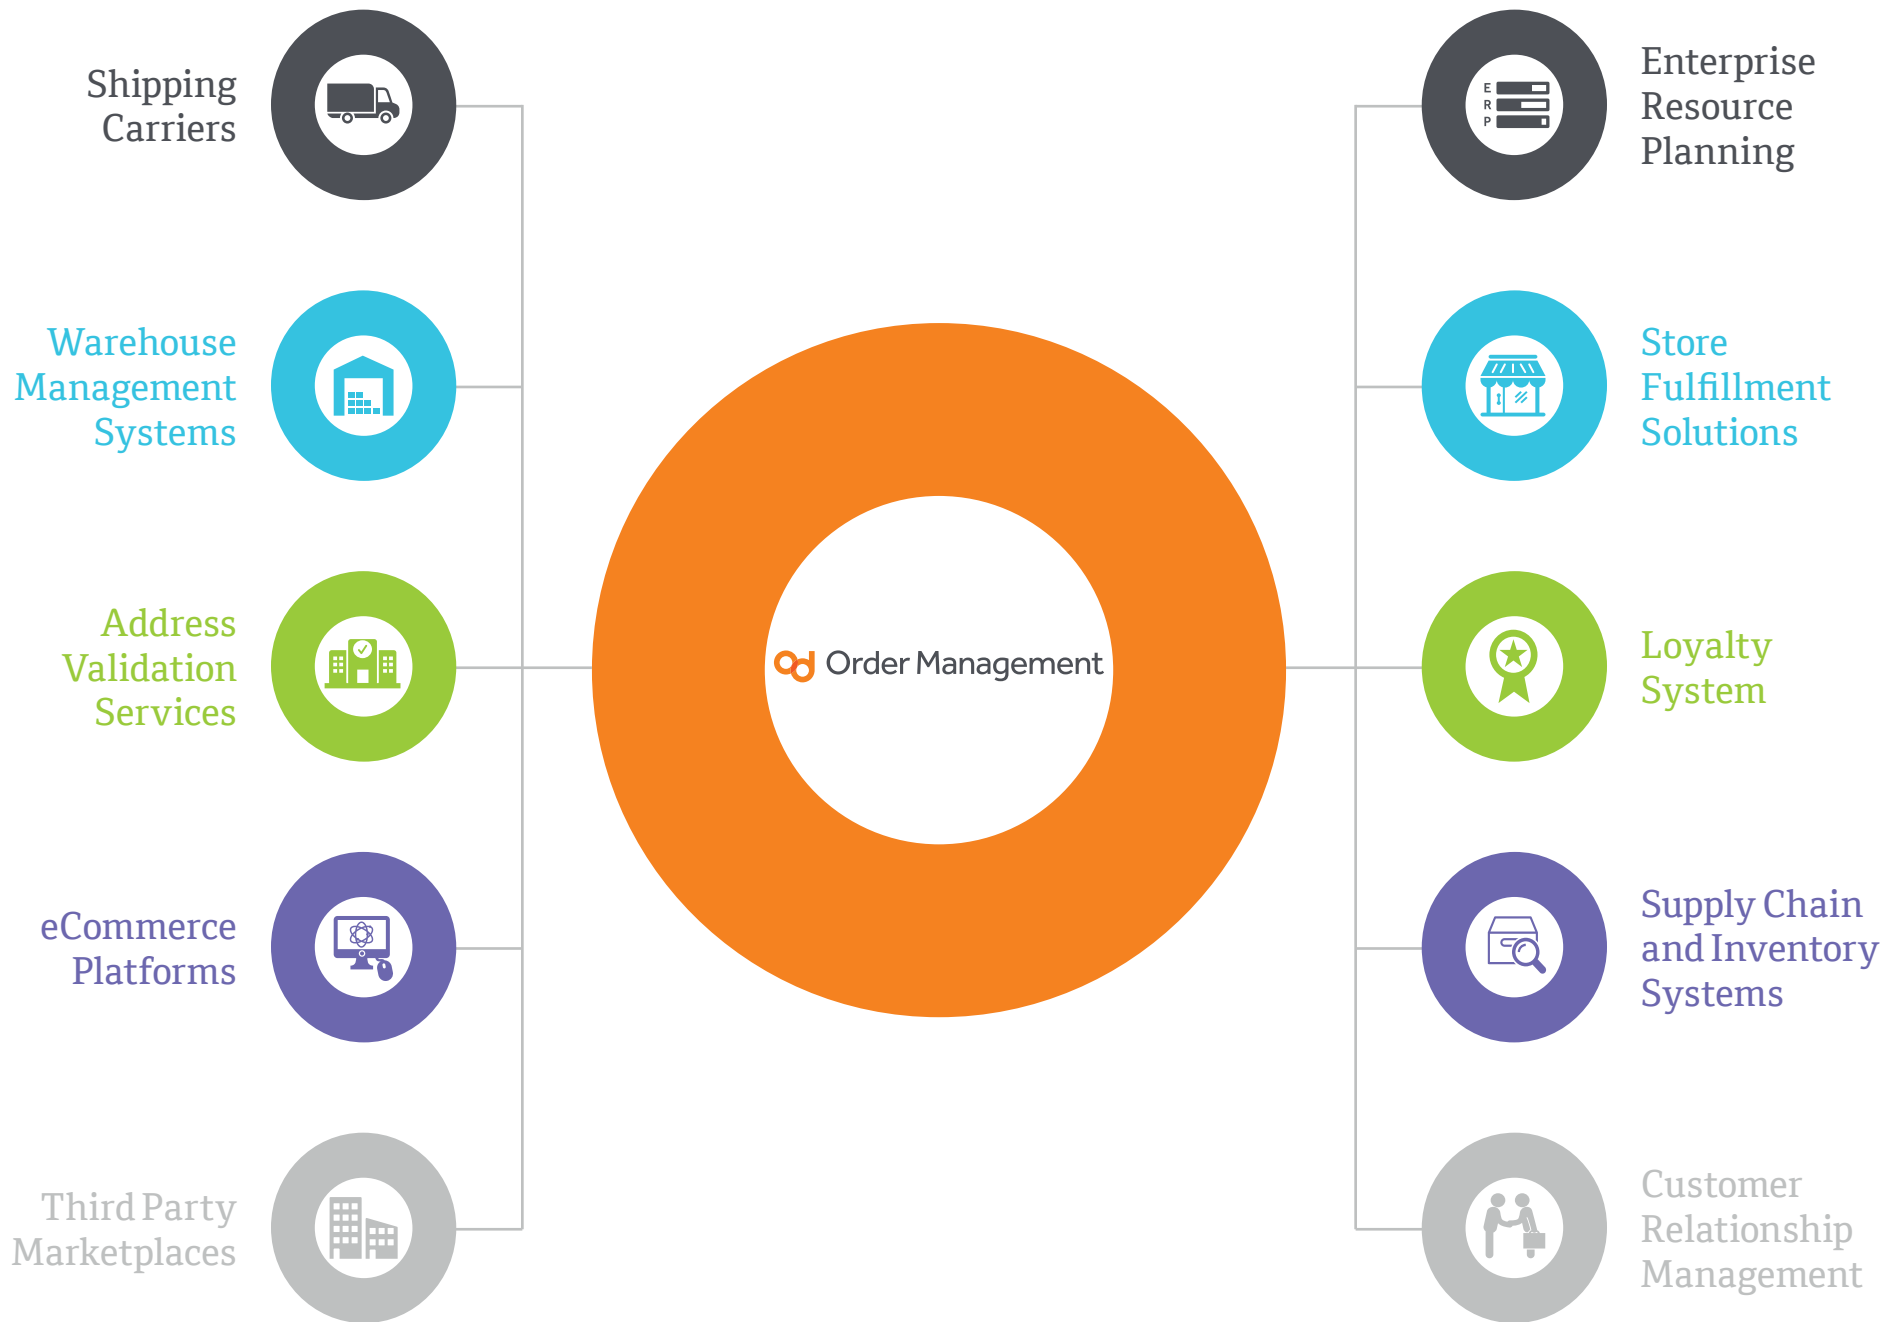 Shipping
Carriers
Warehouse
Management
Systems
Address
Validation
Services
eCommerce
Platforms
Third Party
Marketplaces
od Order Management
E
R
P
Enterprise
Resource
Planning
Store
Fulfillment
Solutions
Loyalty
System
Supply Chain
and Inventory
Systems
Customer
Relationship
Management